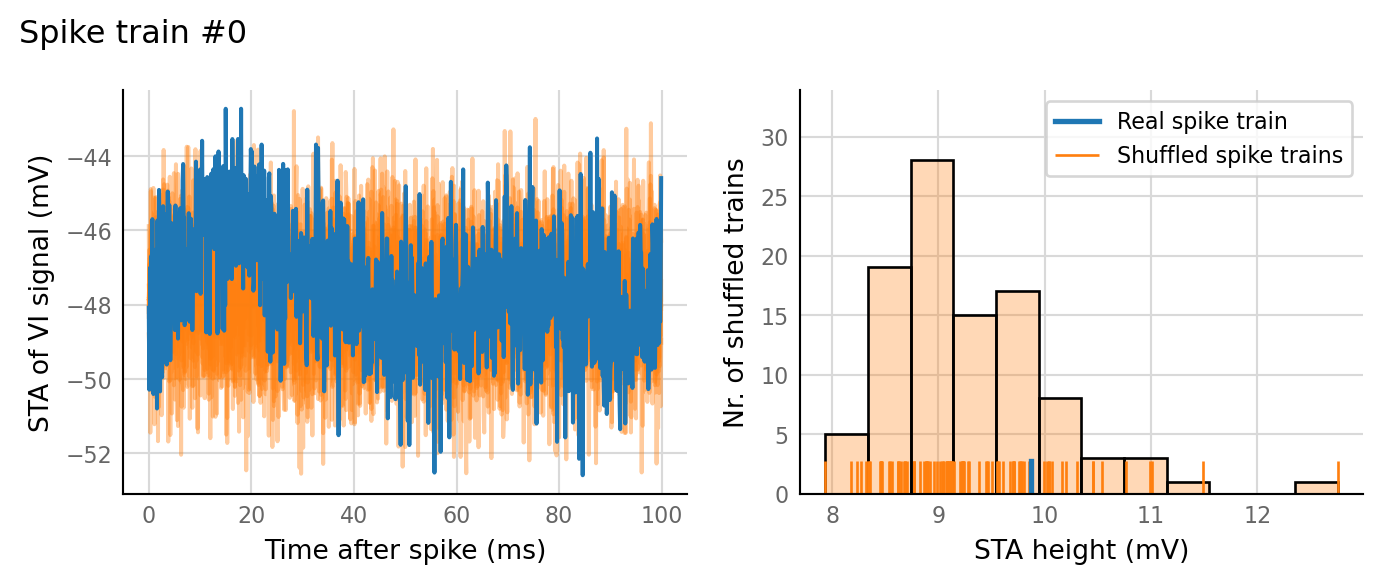 Spike train #0
STA of VI signal (mV)
−44
−46
−48
−50
−52
0 20 40 60 80 100
Time after spike (ms)
Nr. of shuffled trains
30
25
20
15
10
5
0
8 9 10 11 12
STA height (mV)
Real spike train
Shuffled spike trains